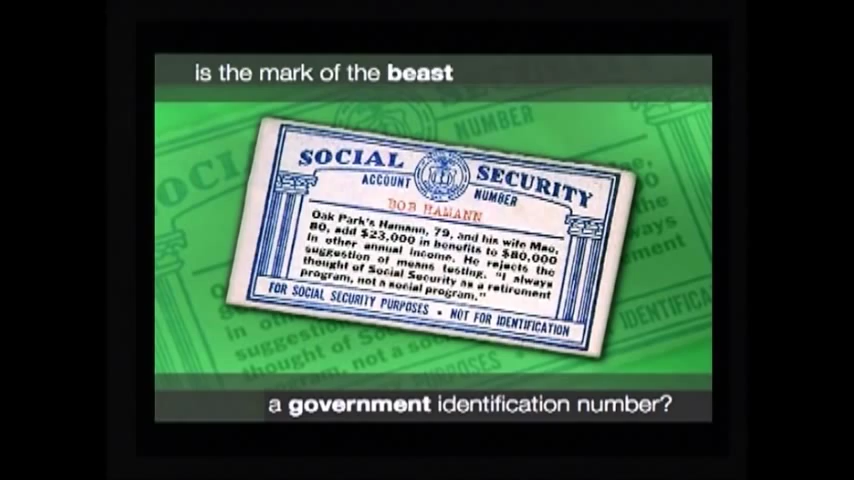 is the mark of the beast
SOCIAL SECURITY
ACCOUNT NUMBER
BOB HAMANN
Oak Park's Hamann, 79, and his wife Mae,
80, add $23,000 in benefits to $80,000
in other annual income. He rejects the
suggestion of means testing. "I always
thought of Social Security as a retirement
program, not a social program."
FOR SOCIAL SECURITY PURPOSES • NOT FOR IDENTIFICATION
a government identification number?